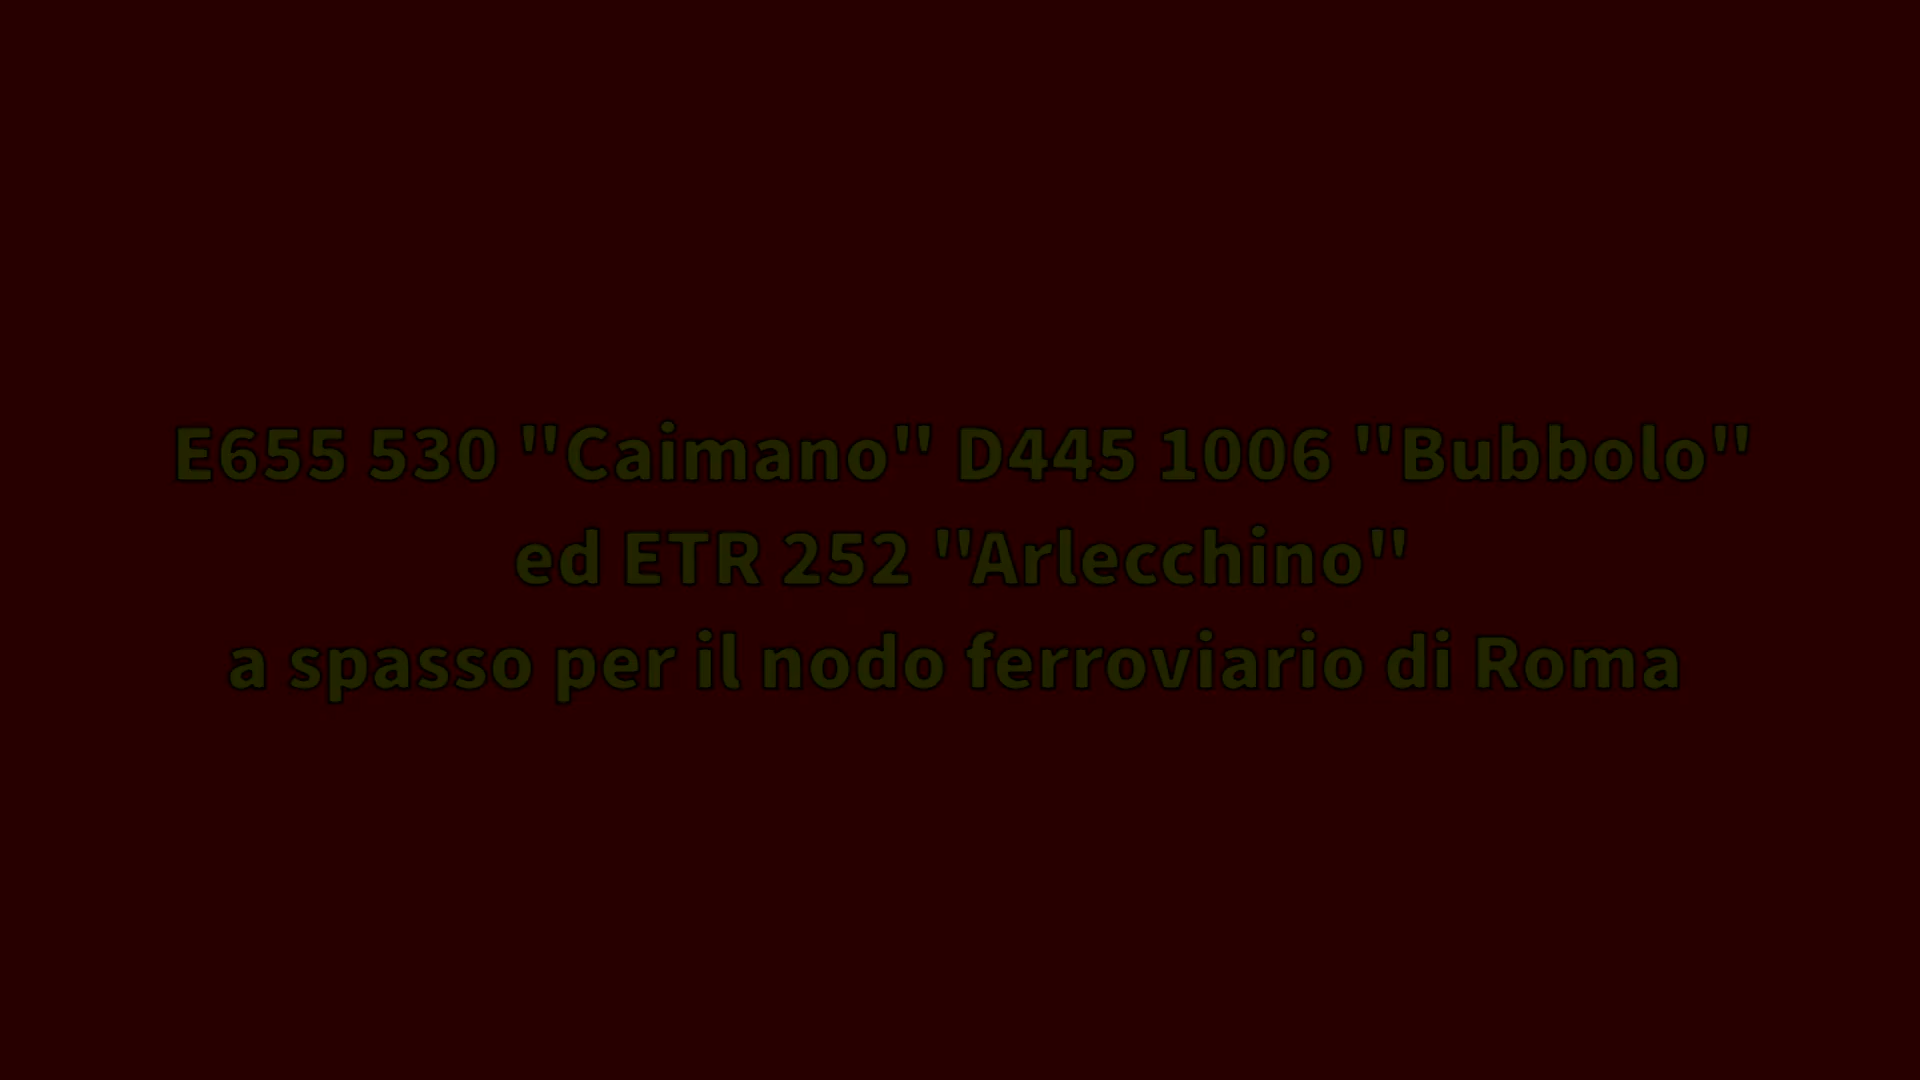 E655 530 ''Caimano'' D445 1006 ''Bubbolo''
ed ETR 252 ''Arlecchino''
a spasso per il nodo ferroviario di Roma